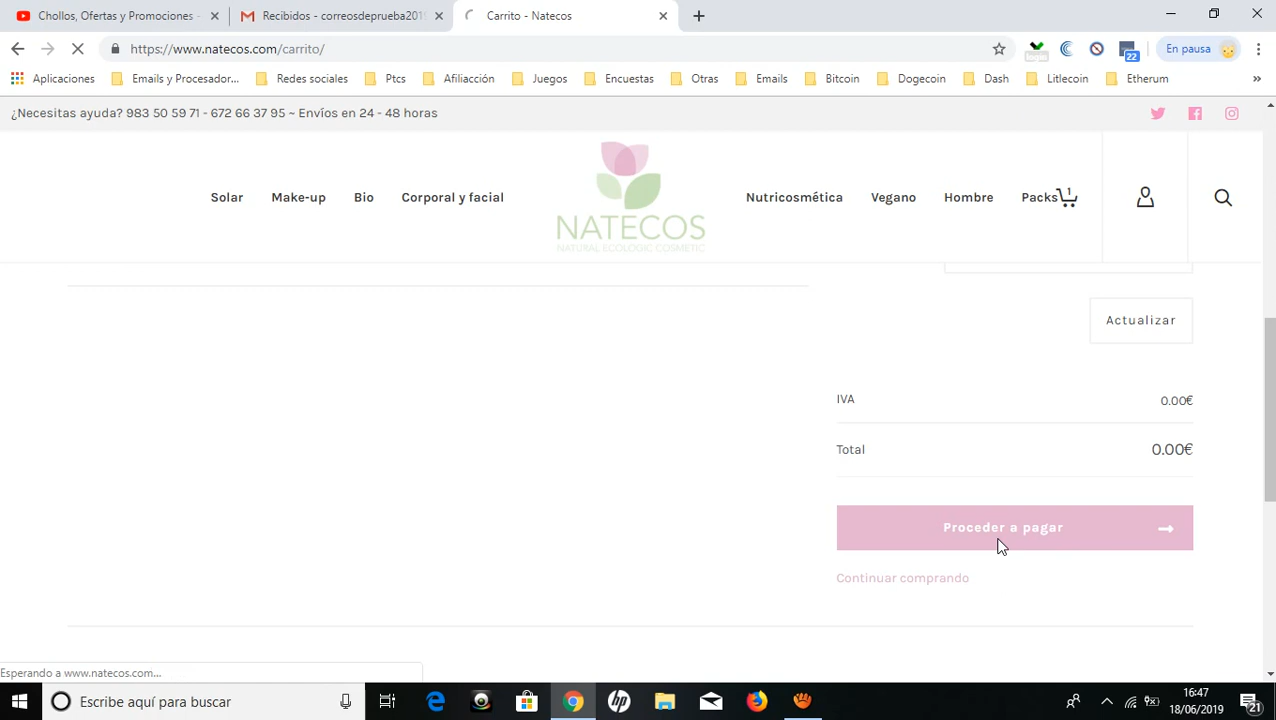 Chollos, Ofertas y Promociones -
Recibidos - correosdeprueba2019
Carrito - Natecos
https://www.natecos.com/carrito/
22
En pausa
Aplicaciones
Emails y Procesador...
Redes sociales
Ptcs
Afiliacción
Juegos
Encuestas
Otras
Emails
Bitcoin
Dogecoin
Dash
Litlecoin
Etherum
»
¿Necesitas ayuda? 983 50 59 71 - 672 66 37 95 ~ Envíos en 24 - 48 horas
Solar
Make-up
Bio
Corporal y facial
NATECOS
NATURAL ECOLOGIC COSMETIC
Nutricosmética
Vegano
Hombre
Packs
1
Actualizar
IVA
0.00€
Total
0.00€
Proceder a pagar
Continuar comprando
Esperando a www.natecos.com...
Escribe aquí para buscar
16:47
18/06/2019
21